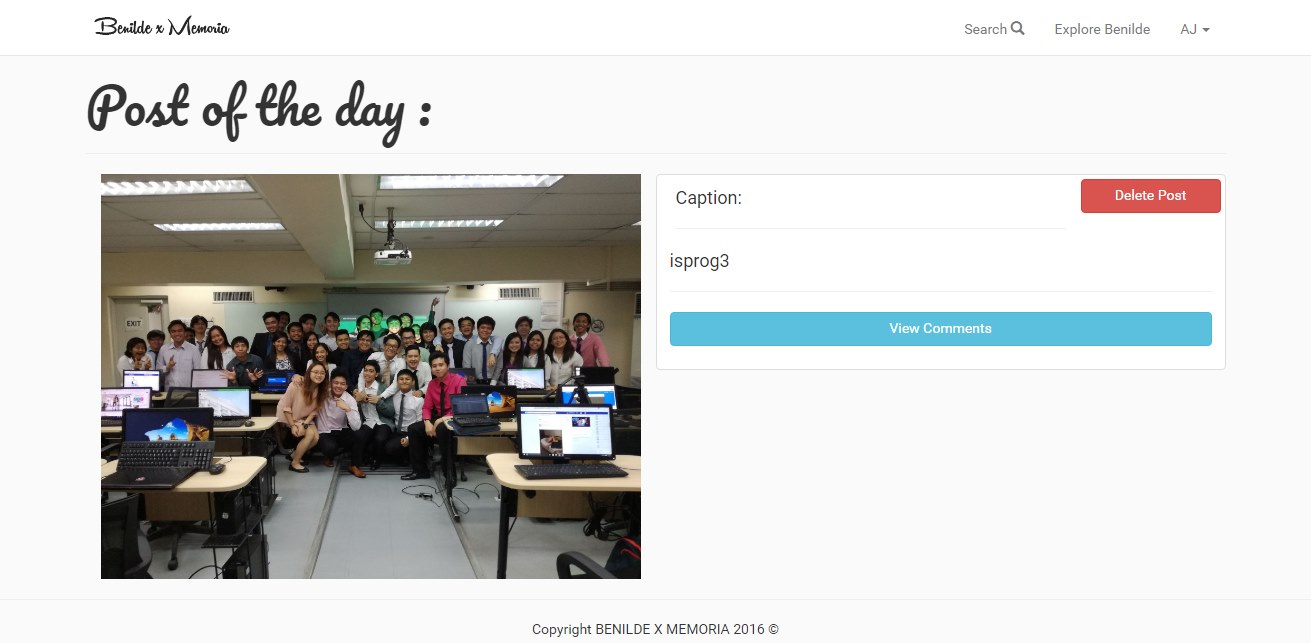 Benilde x Memoria
Search
Explore Benilde
AJ
Post of the day :
Caption:
Delete Post
isprog3
View Comments
EXIT
Copyright BENILDE X MEMORIA 2016 ©